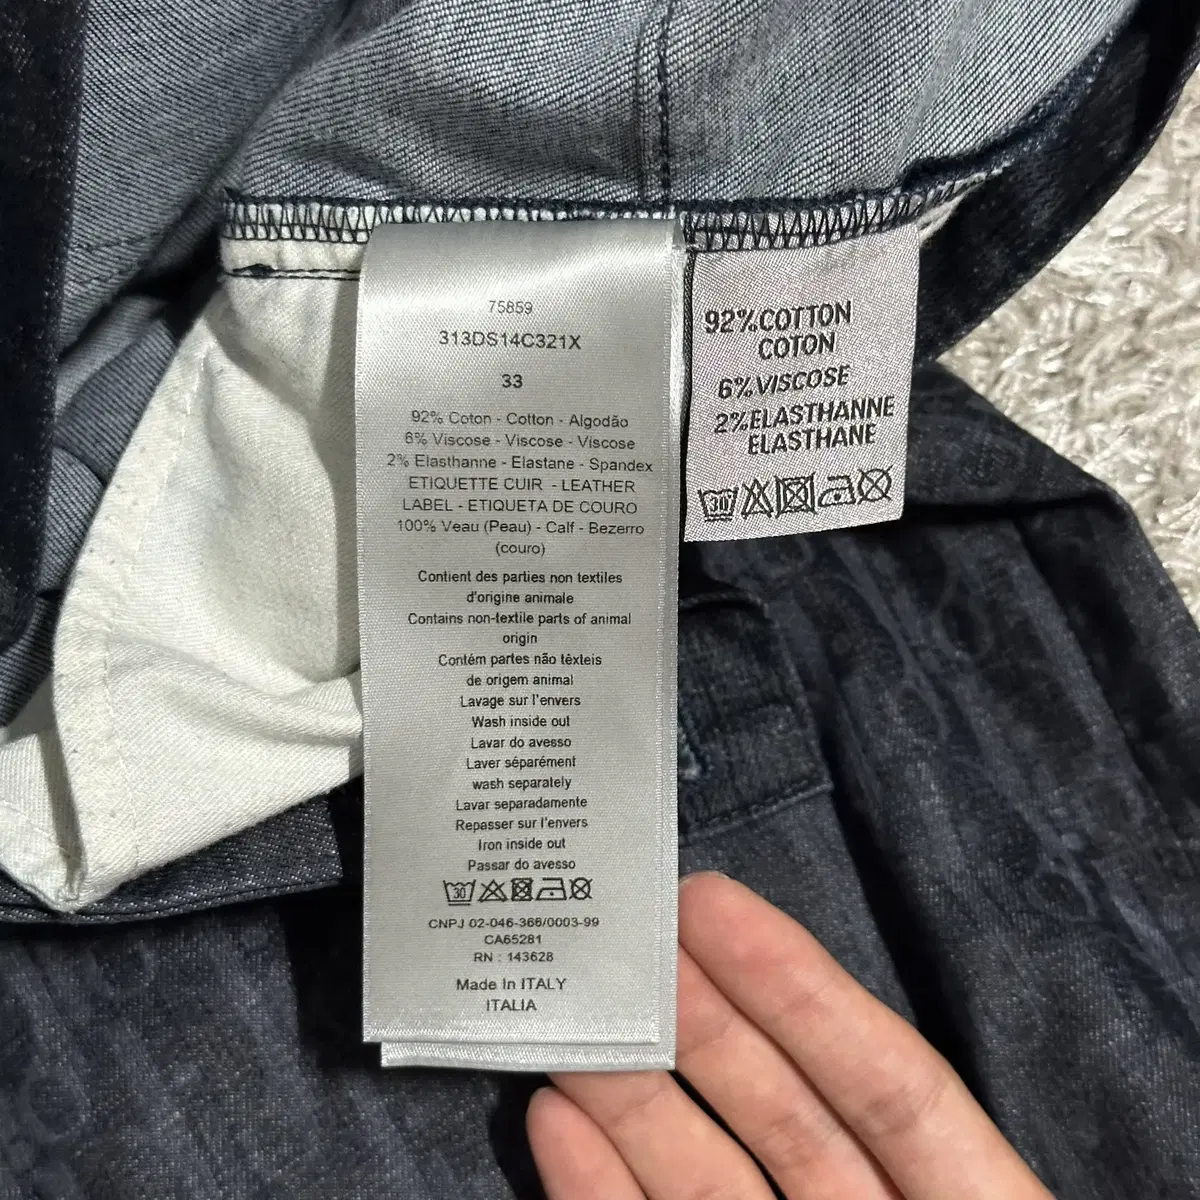 75859
313DS14C321X
33
92% Coton - Cotton - Algodão
6% Viscose - Viscose - Viscose
2% Elasthanne - Elastane - Spandex
ETIQUETTE CUIR - LEATHER
LABEL - ETIQUETA DE COURO
100% Veau (Peau) - Calf - Bezerro
(couro)
Contient des parties non textiles
d'origine animale
Contains non-textile parts of animal
origin
Contém partes não têxteis
de origem animal
Lavage sur l'envers
Wash inside out
Lavar do avesso
Laver séparément
wash separately
Lavar separadamente
Repasser sur l'envers
Iron inside out
Passar do avesso
30
CNPJ 02-046-366/0003-99
CA65281
RN : 143628
Made In ITALY
ITALIA
92%COTTON
COTON
6%VISCOSE
2%ELASTHANNE
ELASTHANE
30